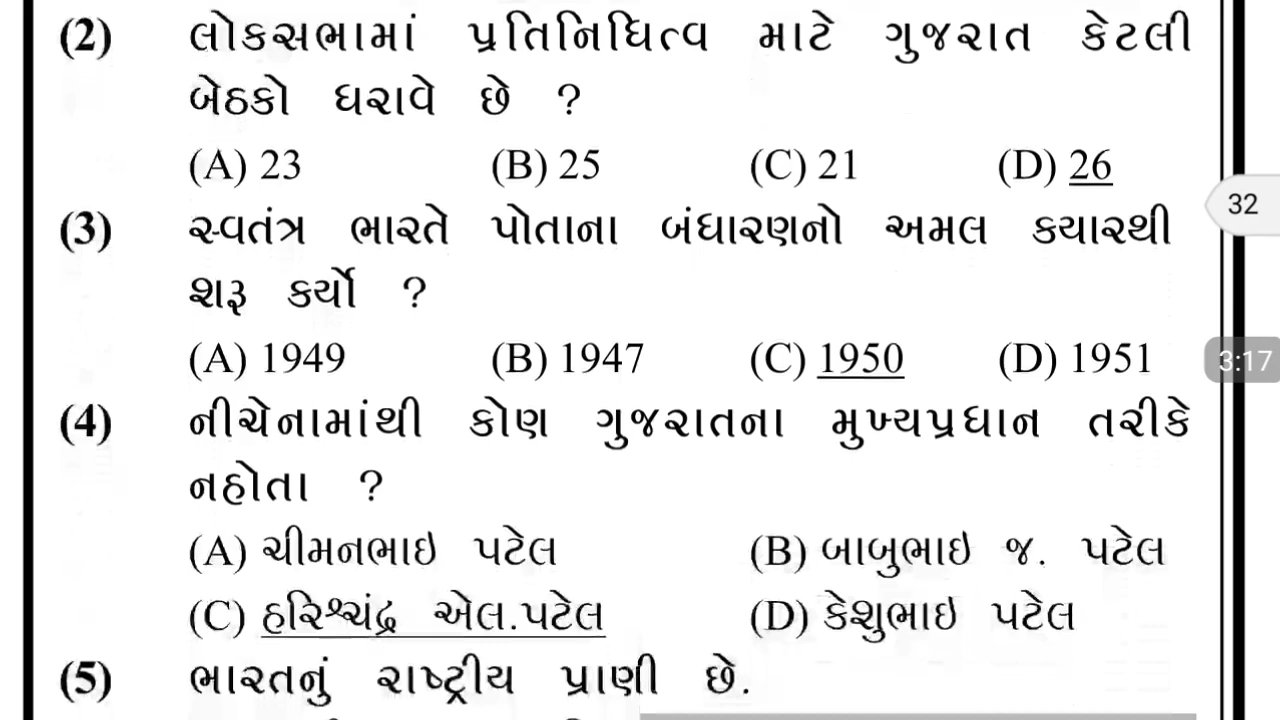 (2) લોકસભામાં પ્રતિનિધિત્વ માટે ગુજરાત કેટલી
બેઠકો ધરાવે છે ?
(A) 23 (B) 25 (C) 21 (D) 26
32
(3) સ્વતંત્ર ભારતે પોતાના બંધારણનો અમલ કયારથી
શરૂ કર્યો ?
(A) 1949 (B) 1947 (C) 1950 (D) 1951
3:17
(4) નીચેનામાંથી કોણ ગુજરાતના મુખ્યપ્રધાન તરીકે
નહોતા ?
(A) ચીમનભાઇ પટેલ (B) બાબુભાઇ જ. પટેલ
(C) હરિશ્ચંદ્ર એલ.પટેલ (D) કેશુભાઇ પટેલ
(5) ભારતનું રાષ્ટ્રીય પ્રાણી છે.